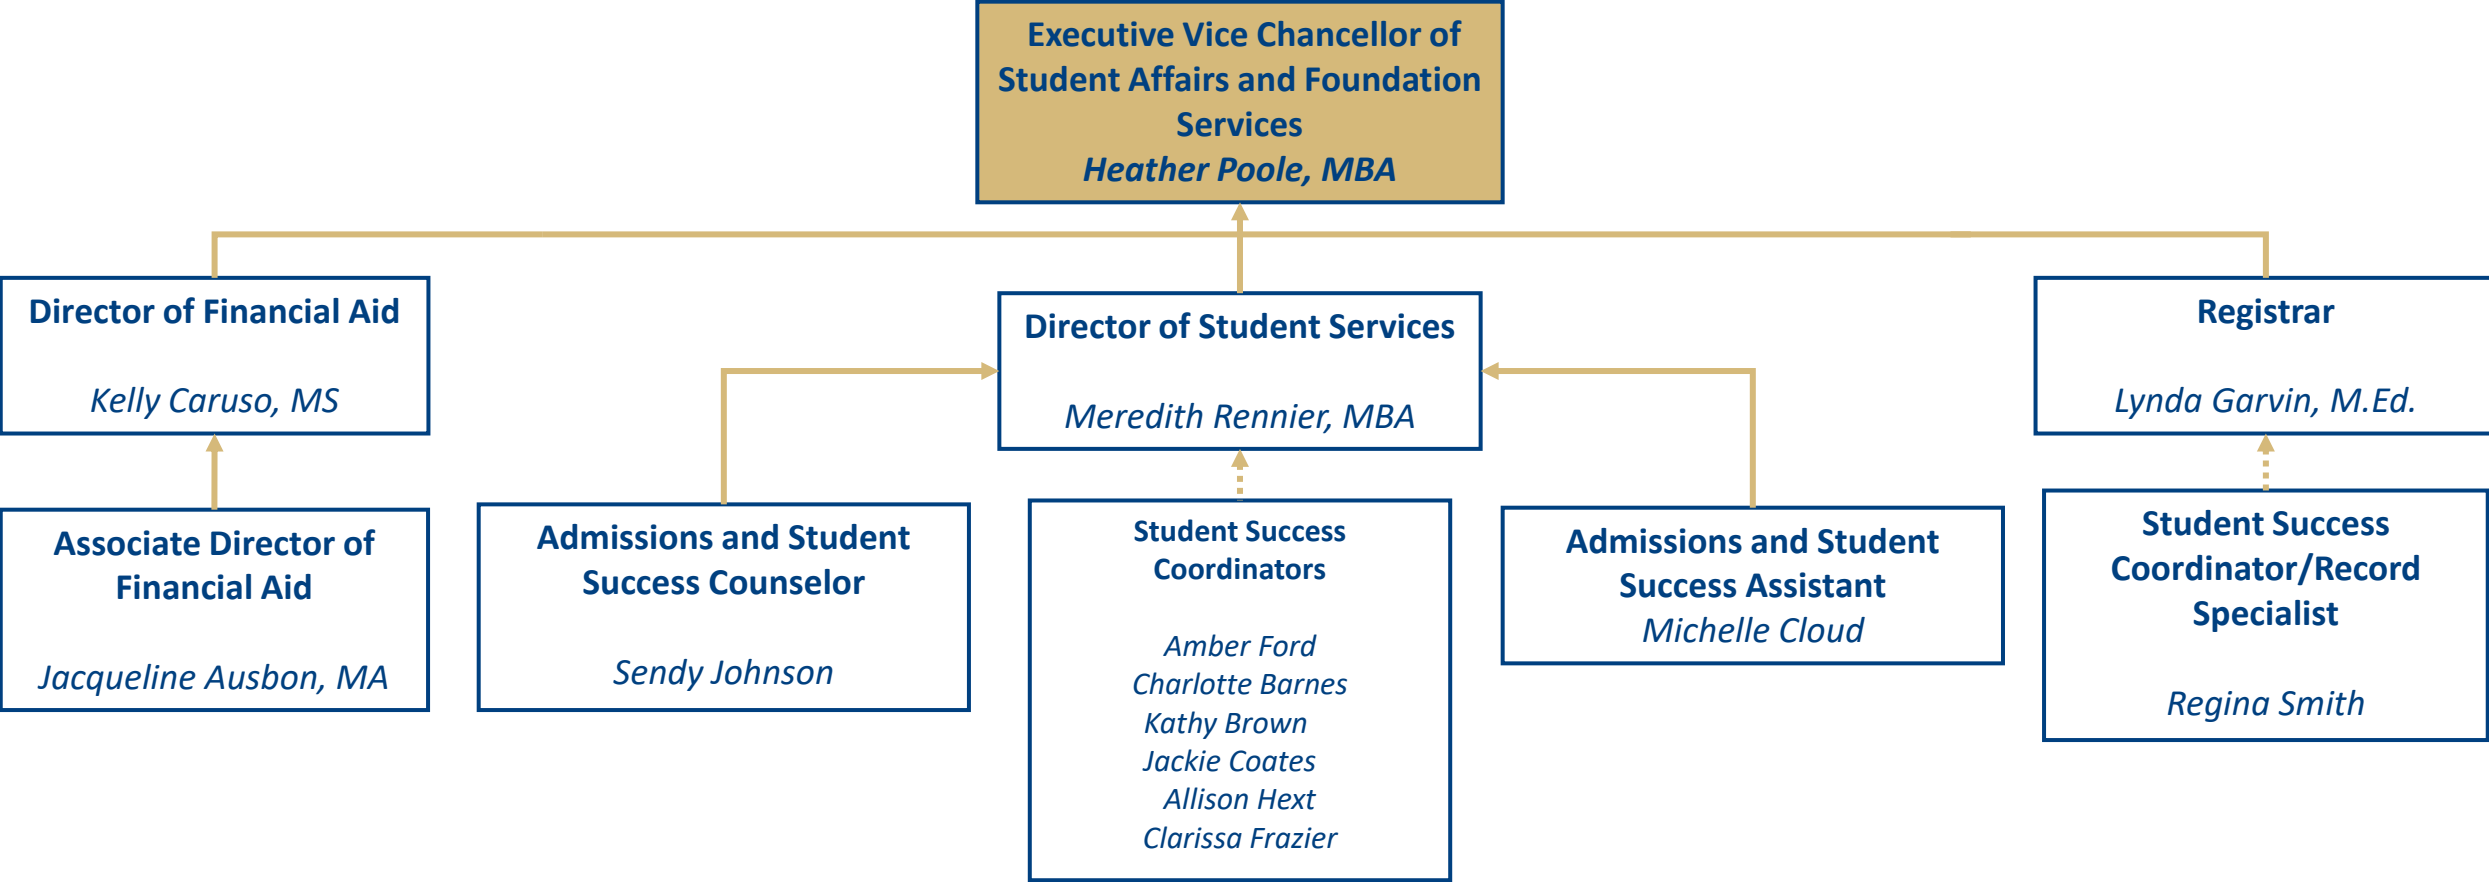 Executive Vice Chancellor of
Student Affairs and Foundation
Services
Heather Poole, MBA
Director of Financial Aid
Kelly Caruso, MS
Director of Student Services
Meredith Rennier, MBA
Registrar
Lynda Garvin, M.Ed.
Associate Director of
Financial Aid
Jacqueline Ausbon, MA
Admissions and Student
Success Counselor
Sendy Johnson
Student Success
Coordinators
Amber Ford
Charlotte Barnes
Kathy Brown
Jackie Coates
Allison Hext
Clarissa Frazier
Admissions and Student
Success Assistant
Michelle Cloud
Student Success
Coordinator/Record
Specialist
Regina Smith